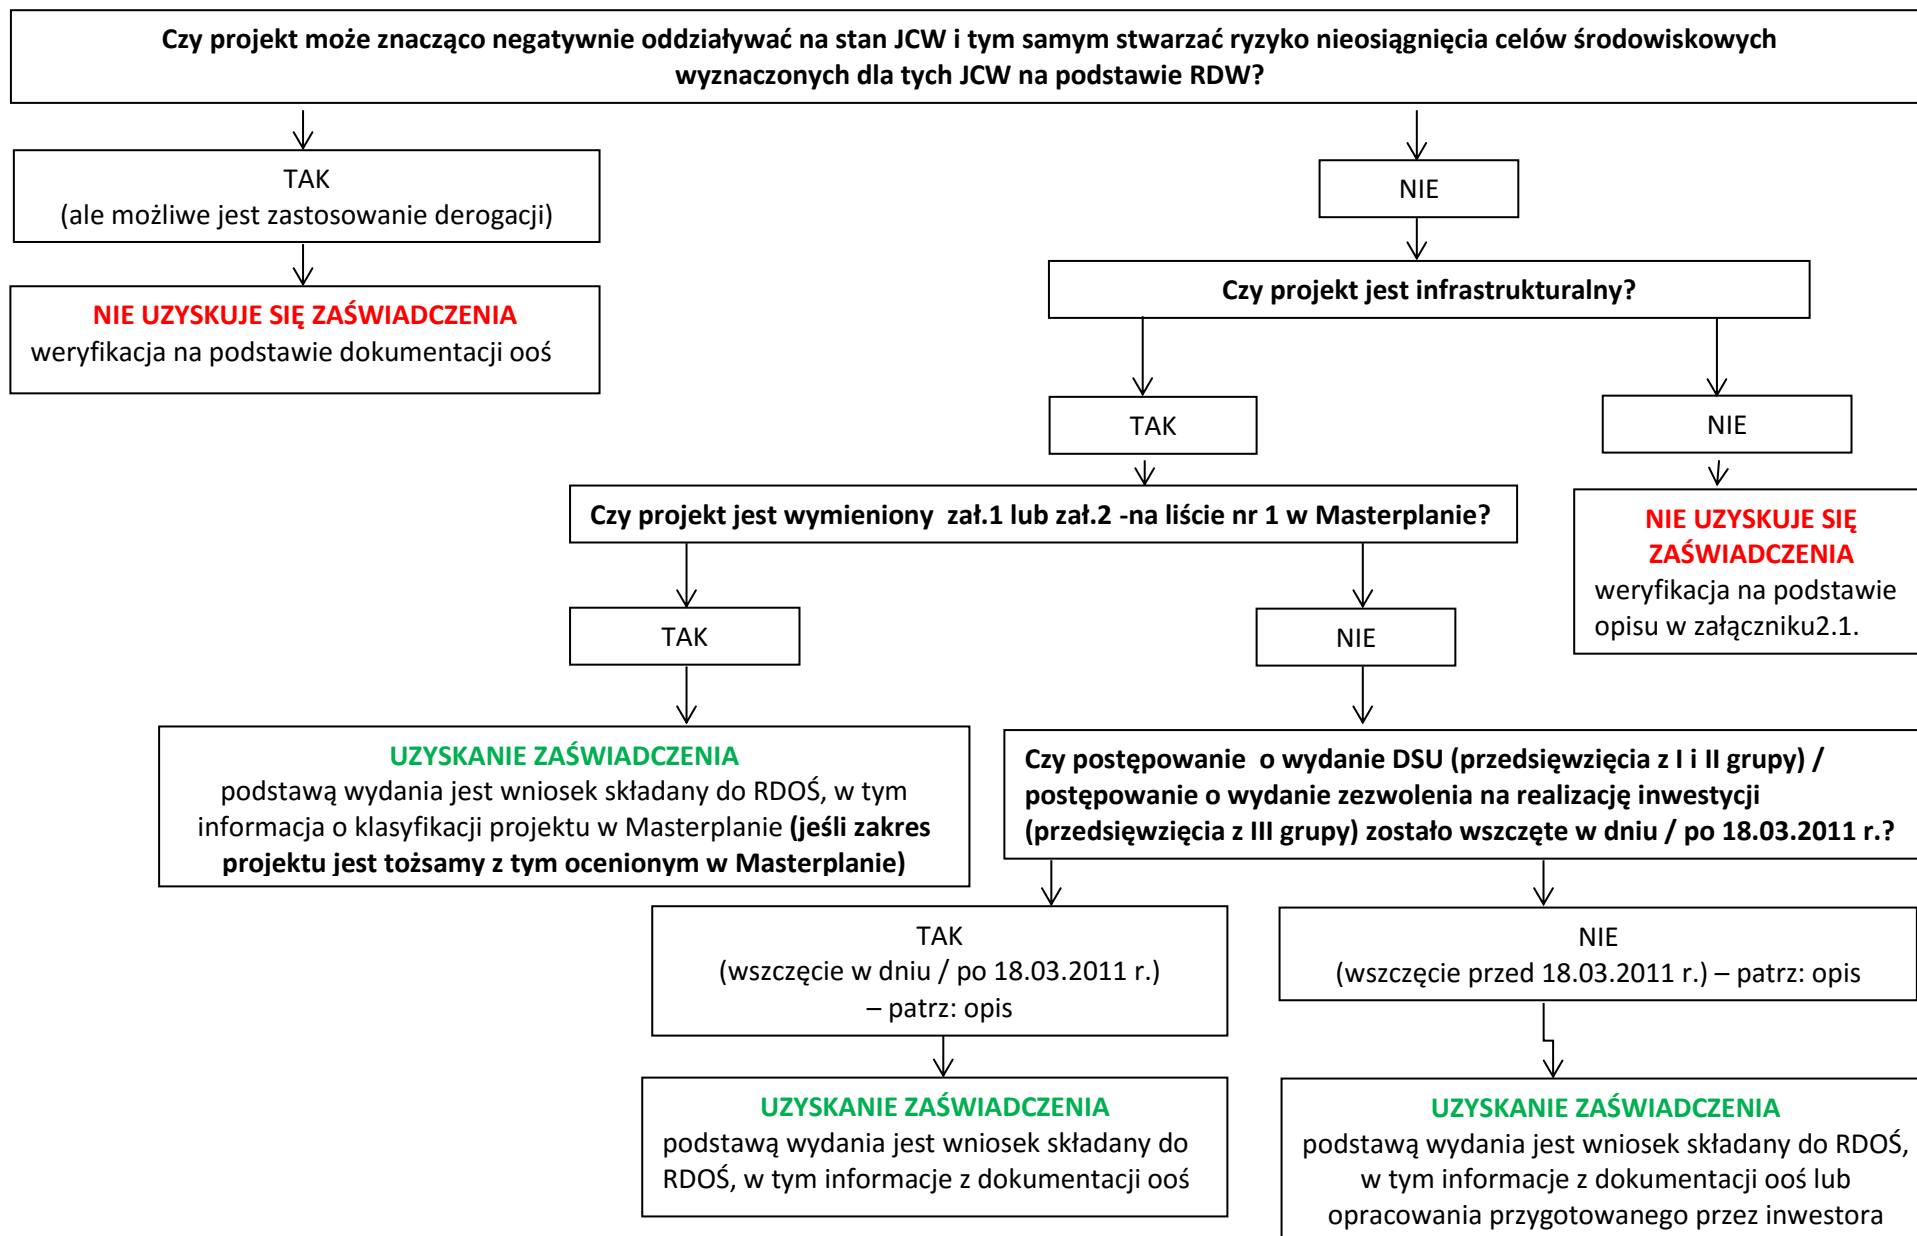 Czy projekt może znacząco negatywnie oddziaływać na stan JCW i tym samym stwarzać ryzyko nieosiągnięcia celów środowiskowych
wyznaczonych dla tych JCW na podstawie RDW?
TAK
(ale możliwe jest zastosowanie derogacji)
NIE
NIE UZYSKUJE SIĘ ZAŚWIADCZENIA
weryfikacja na podstawie dokumentacji ooś
Czy projekt jest infrastrukturalny?
TAK
NIE
Czy projekt jest wymieniony  zał.1 lub zał.2 -na liście nr 1 w Masterplanie?
NIE UZYSKUJE SIĘ
ZAŚWIADCZENIA
weryfikacja na podstawie
opisu w załączniku2.1.
TAK
NIE
UZYSKANIE ZAŚWIADCZENIA
podstawą wydania jest wniosek składany do RDOŚ, w tym
informacja o klasyfikacji projektu w Masterplanie (jeśli zakres
projektu jest tożsamy z tym ocenionym w Masterplanie)
Czy postępowanie  o wydanie DSU (przedsięwzięcia z I i II grupy) /
postępowanie o wydanie zezwolenia na realizację inwestycji
(przedsięwzięcia z III grupy) zostało wszczęte w dniu / po 18.03.2011 r.?
TAK
(wszczęcie w dniu / po 18.03.2011 r.)
– patrz: opis
NIE
(wszczęcie przed 18.03.2011 r.) – patrz: opis
UZYSKANIE ZAŚWIADCZENIA
podstawą wydania jest wniosek składany do
RDOŚ, w tym informacje z dokumentacji ooś
UZYSKANIE ZAŚWIADCZENIA
podstawą wydania jest wniosek składany do RDOŚ,
w tym informacje z dokumentacji ooś lub
opracowania przygotowanego przez inwestora